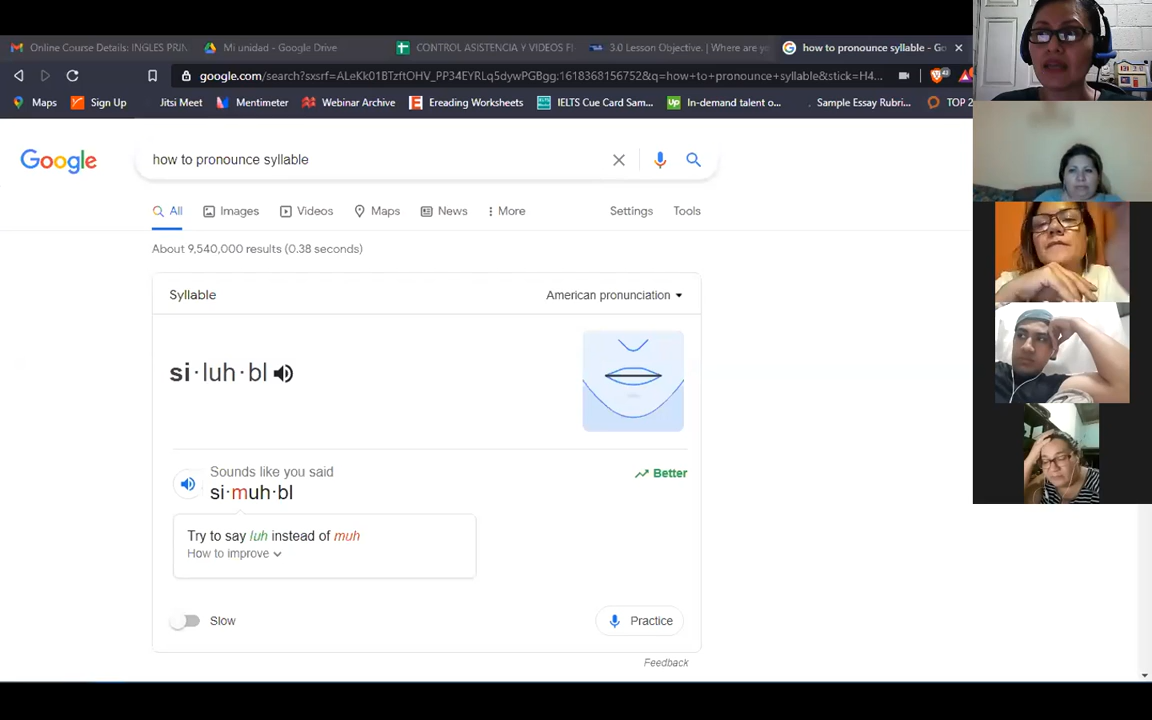 Online Course Details: INGLES PRIN
Mi unidad - Google Drive
CONTROL ASISTENCIA Y VIDEOS F
3.0 Lesson Objective. | Where are yo
how to pronounce syllable - Go
google.com/search?sxsrf=ALeKk01BTzftOHV_PP34EYRLq5dywPGBgg:1618368156752&q=how+to+pronounce+syllable&stick=H4...
Maps
Sign Up
Jitsi Meet
Mentimeter
Webinar Archive
Ereading Worksheets
IELTS Cue Card Sam...
Up In-demand talent o...
Sample Essay Rubri...
TOP 2
Google
how to pronounce syllable
All
Images
Videos
Maps
News
More
Settings
Tools
About 9,540,000 results (0.38 seconds)
Syllable
American pronunciation
si·luh·bl
Sounds like you said
Better
si·muh·bl
Try to say luh instead of muh
How to improve
Slow
Practice
Feedback